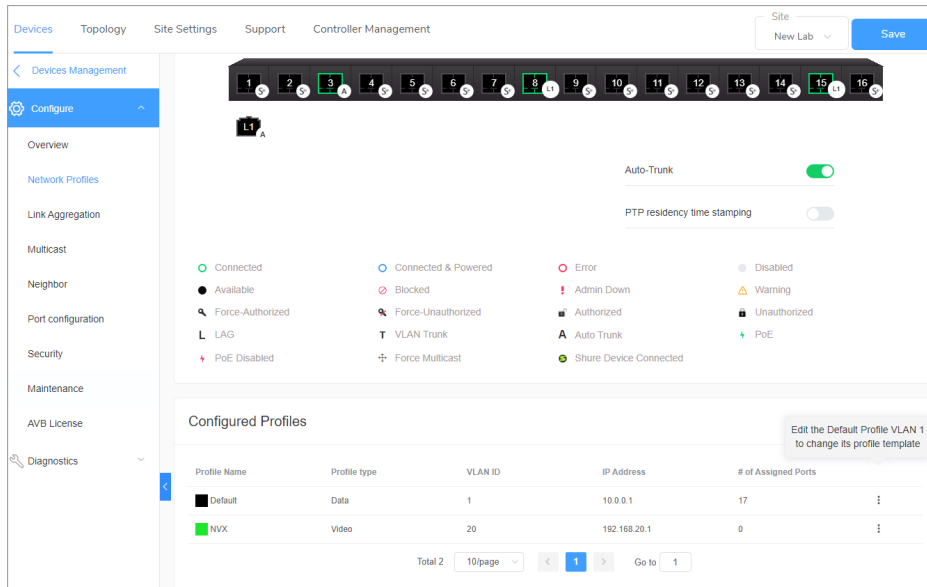 Devices Topology Site Settings Support Controller Management Site New Lab Save
Devices Management
Configure
Overview
Network Profiles
Link Aggregation
Multicast
Neighbor
Port configuration
Security
Maintenance
AVB License
Diagnostics
1 2 3 4 5 6 7 8 9 10 11 12 13 14 15 16
S+ S+ A S+ S+ S+ S+ L1 S+ S+ S+ S+ S+ S+ L1 S+
L1 A
Auto-Trunk
PTP residency time stamping
Connected Connected & Powered Error Disabled
Available Blocked Admin Down Warning
Force-Authorized Force-Unauthorized Authorized Unauthorized
L LAG T VLAN Trunk A Auto Trunk PoE
PoE Disabled Force Multicast Shure Device Connected
Configured Profiles
Edit the Default Profile VLAN 1
to change its profile template
Profile Name Profile type VLAN ID IP Address # of Assigned Ports
Default Data 1 10.0.0.1 17
NVX Video 20 192.168.20.1 0
Total 2 10/page < 1 > Go to 1